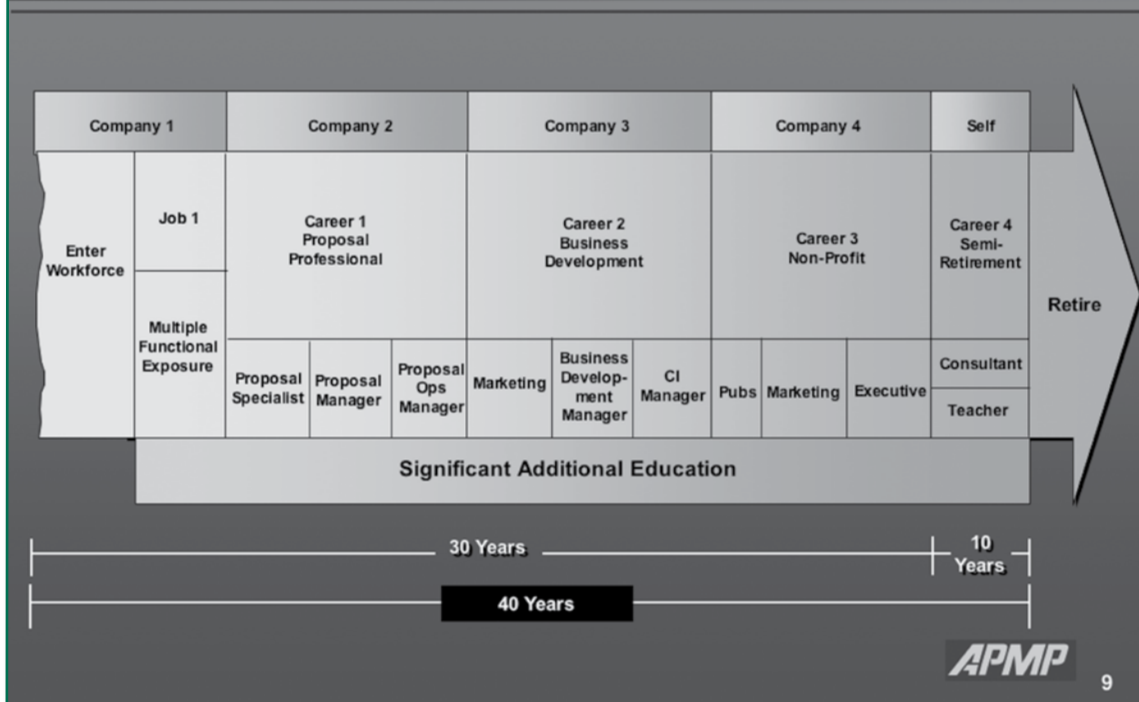 Company 1
Company 2
Company 3
Company 4
Self
Enter
Workforce
Job 1
Multiple
Functional
Exposure
Career 1
Proposal
Professional
Proposal
Specialist
Proposal
Manager
Proposal
Ops
Manager
Career 2
Business
Development
Marketing
Business
Develop-
ment
Manager
CI
Manager
Career 3
Non-Profit
Pubs
Marketing
Executive
Career 4
Semi-
Retirement
Consultant
Teacher
Retire
Significant Additional Education
30 Years
10
Years
40 Years
APMP
9